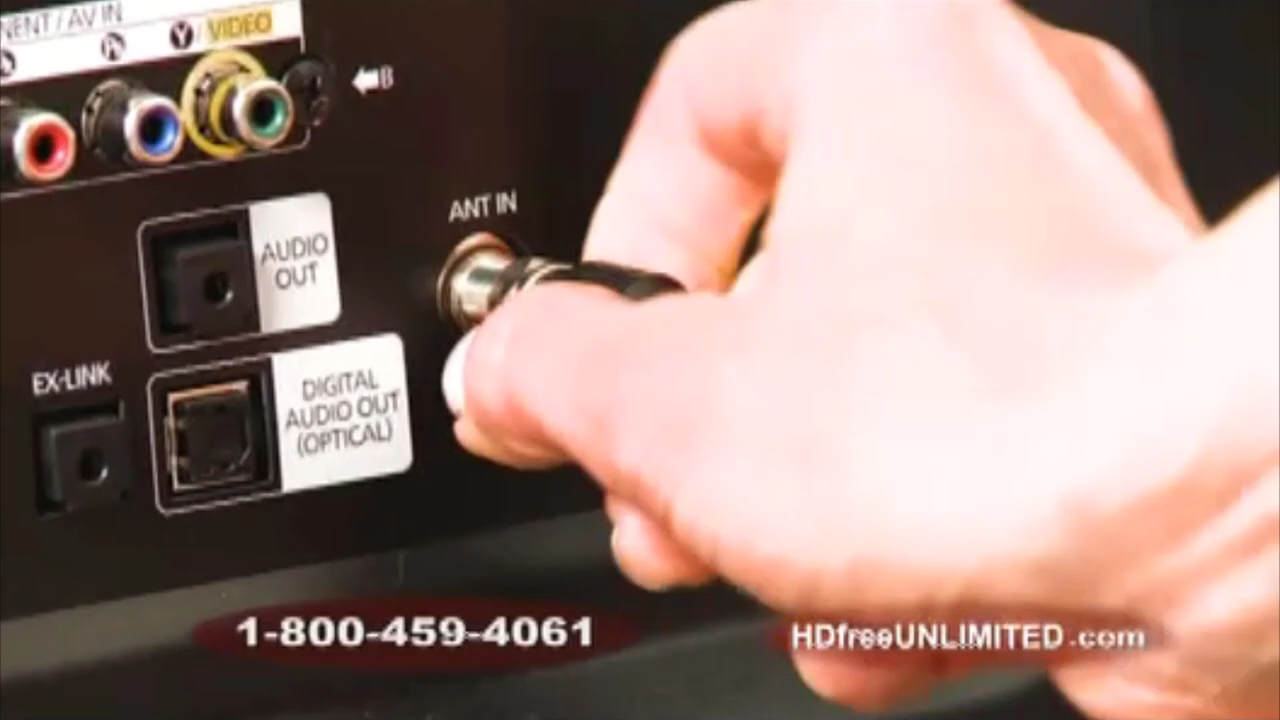 NENT / AV IN
Y VIDEO
B
ANT IN
AUDIO
OUT
EX-LINK
DIGITAL
AUDIO OUT
(OPTICAL)
1-800-459-4061
HDfreeUNLIMITED.com